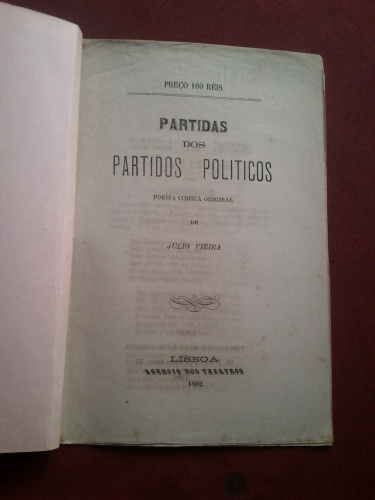 PREÇO 100 RÉIS
PARTIDAS
DOS
PARTIDOS POLITICOS
POESIA COMICA ORIGINAL
DE
JULIO VIEIRA
LISBOA
AGENCIA DOS THEATROS
1882